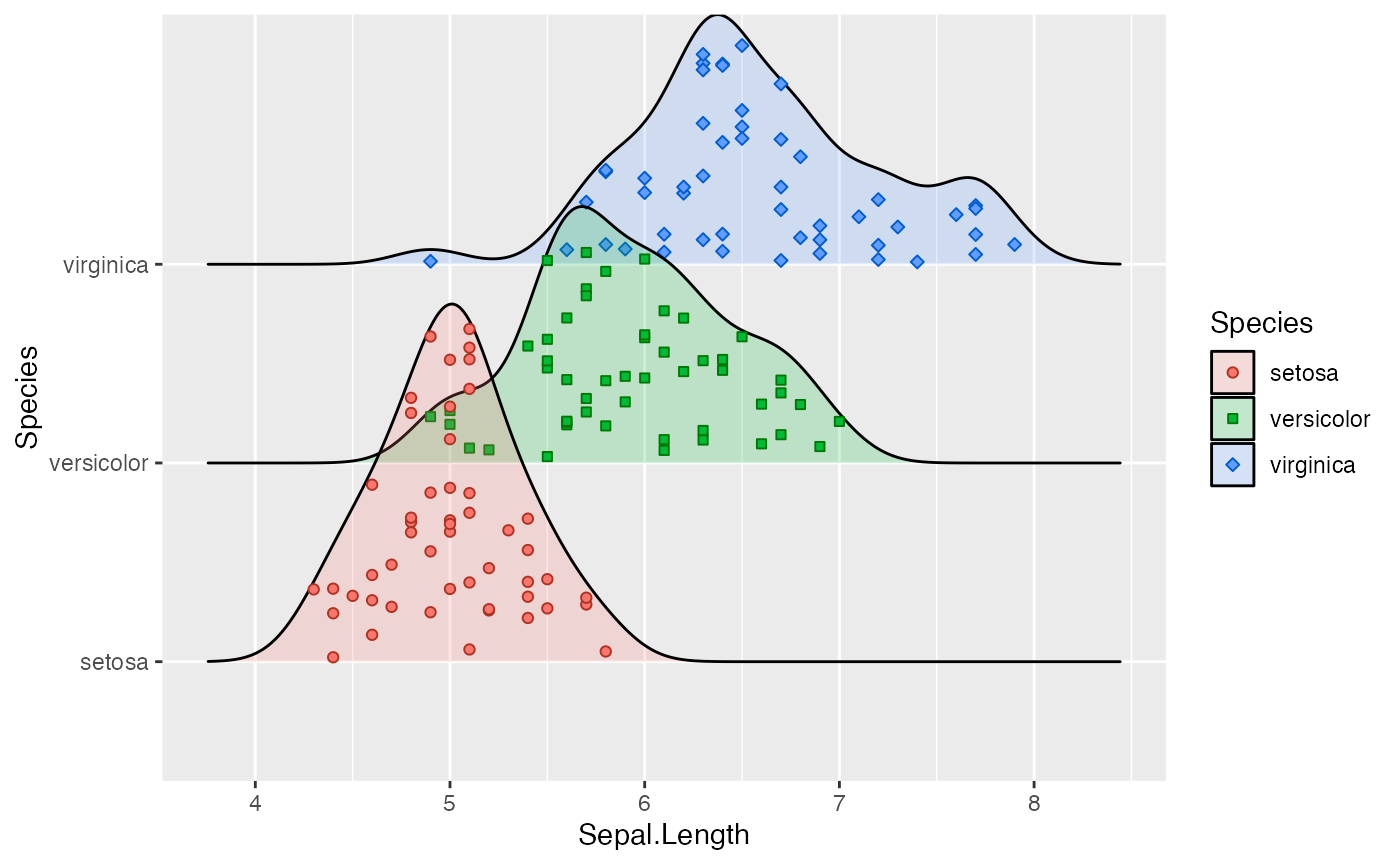 virginica
versicolor
setosa
Species
4 5 6 7 8
Sepal.Length
Species
setosa
versicolor
virginica